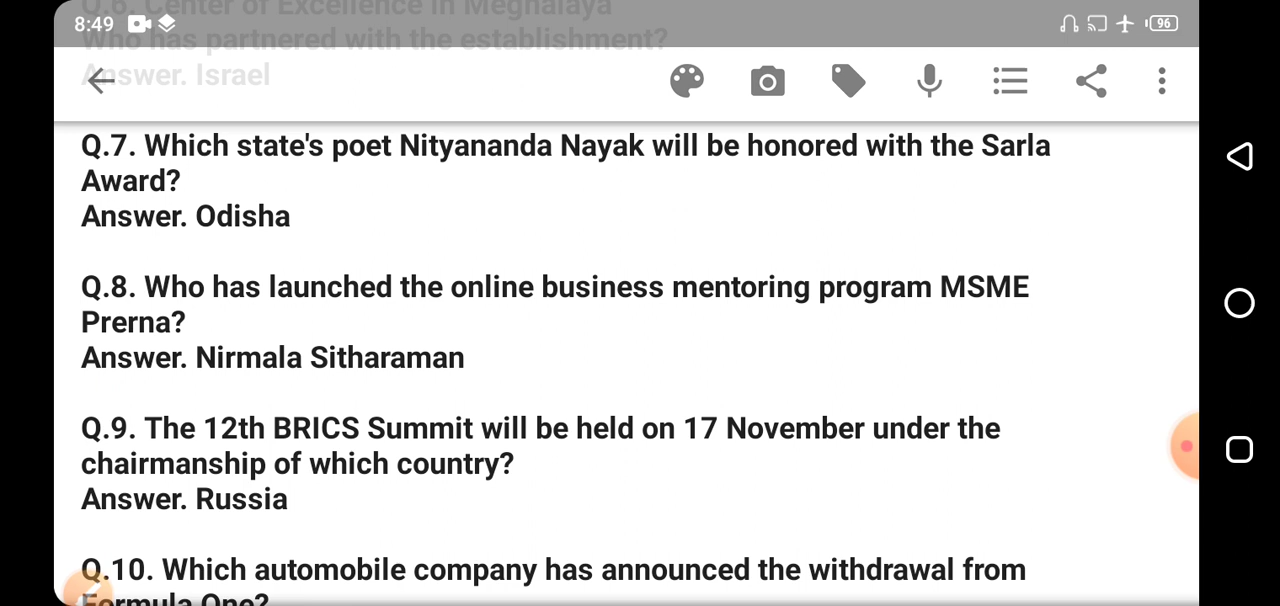 Q.6. Center of Excellence in Meghalaya
8:49
96
Who has partnered with the establishment?
Answer. Israel
Q.7. Which state's poet Nityananda Nayak will be honored with the Sarla
Award?
Answer. Odisha
Q.8. Who has launched the online business mentoring program MSME
Prerna?
Answer. Nirmala Sitharaman
Q.9. The 12th BRICS Summit will be held on 17 November under the
chairmanship of which country?
Answer. Russia
Q.10. Which automobile company has announced the withdrawal from
Formula One?